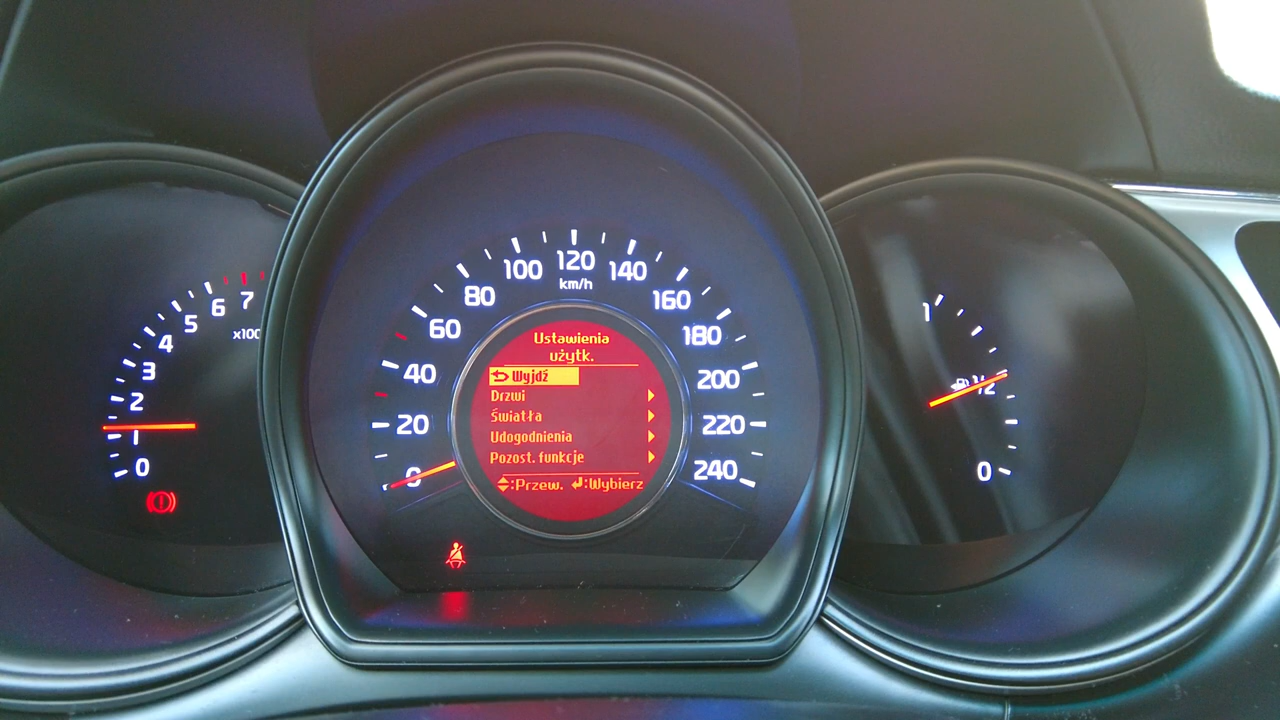 0
1
2
3
4
5
6
7
x100
0
20
40
60
80
100
120
140
160
180
200
220
240
km/h
Ustawienia
użytk.
Wyjdź
Drzwi
Światła
Udogodnienia
Pozost. funkcje
:Przew. :Wybierz
1
1/2
0